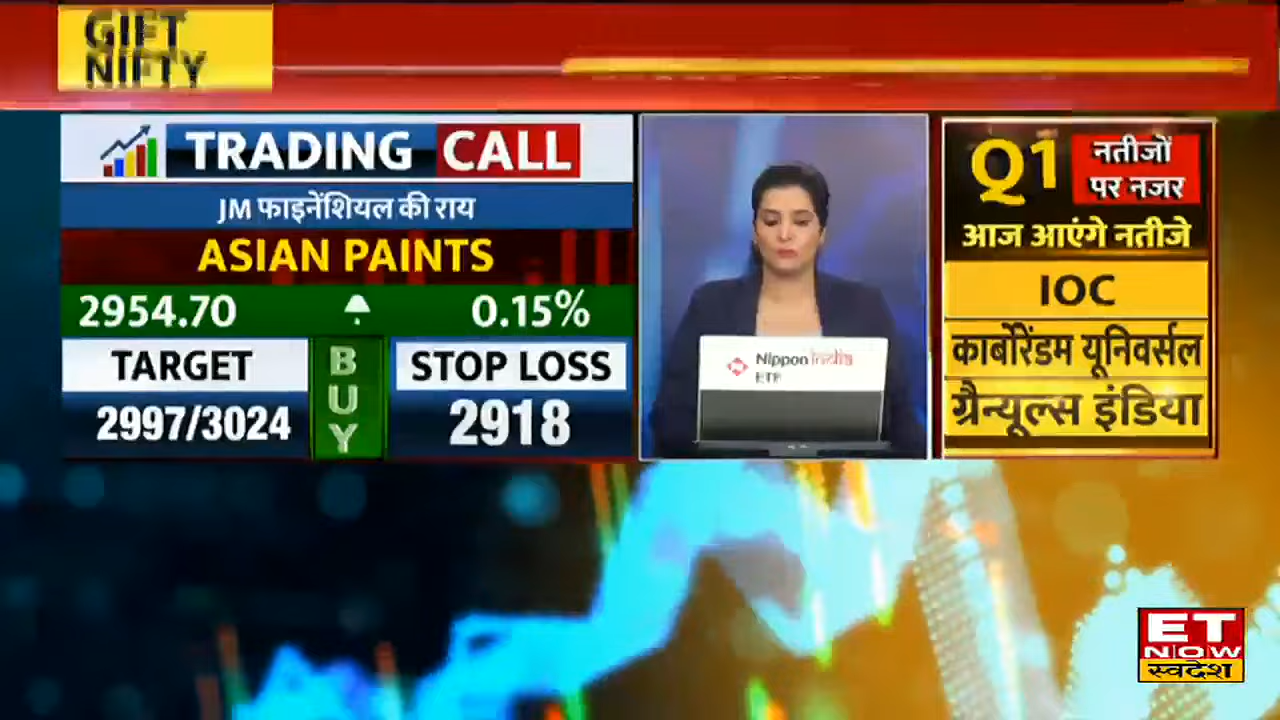 GIFT
NIFTY
TRADING CALL
JM फाइनेंशियल की राय
ASIAN PAINTS
2954.70 0.15%
TARGET
2997/3024
BUY
STOP LOSS
2918
Nippon india
ETF
Q1 नतीजों
पर नजर
आज आएंगे नतीजे
IOC
कार्बोरेंडम यूनिवर्सल
ग्रैन्यूल्स इंडिया
ET
NOW
स्वदेश